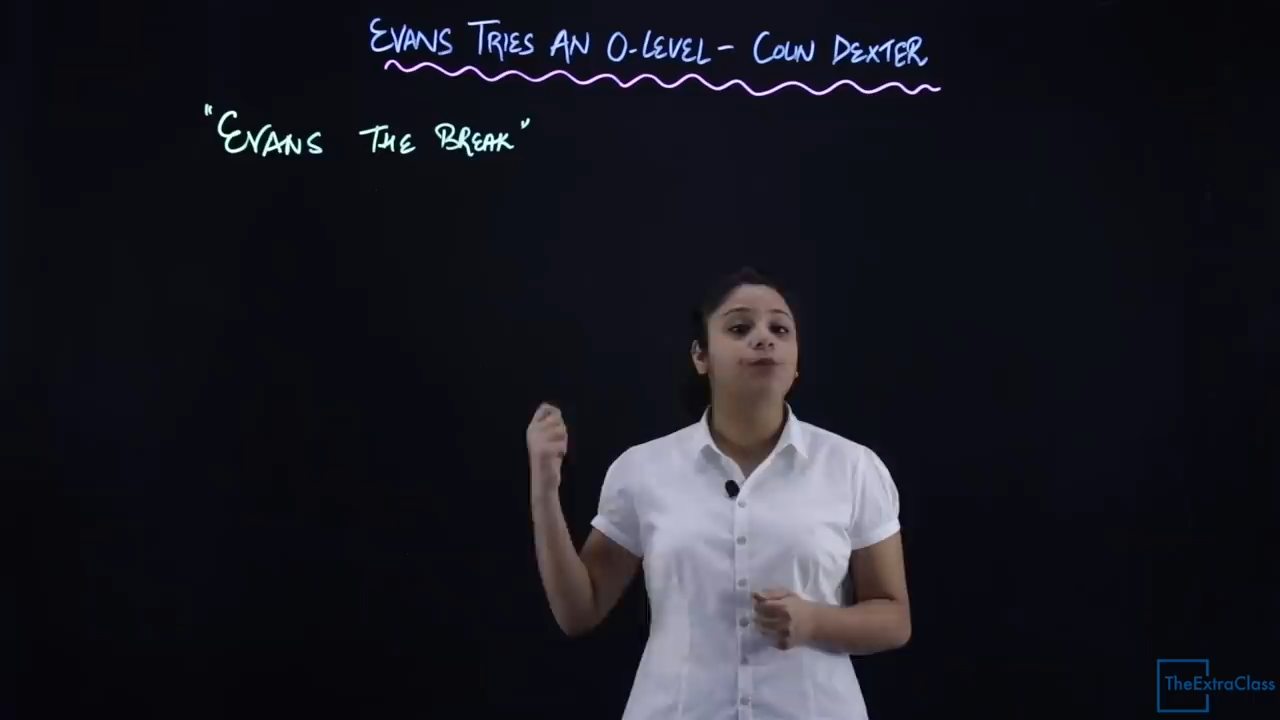 EVANS TRIES AN O-LEVEL - COLIN DEXTER
"EVANS THE BREAK"
TheExtraClass